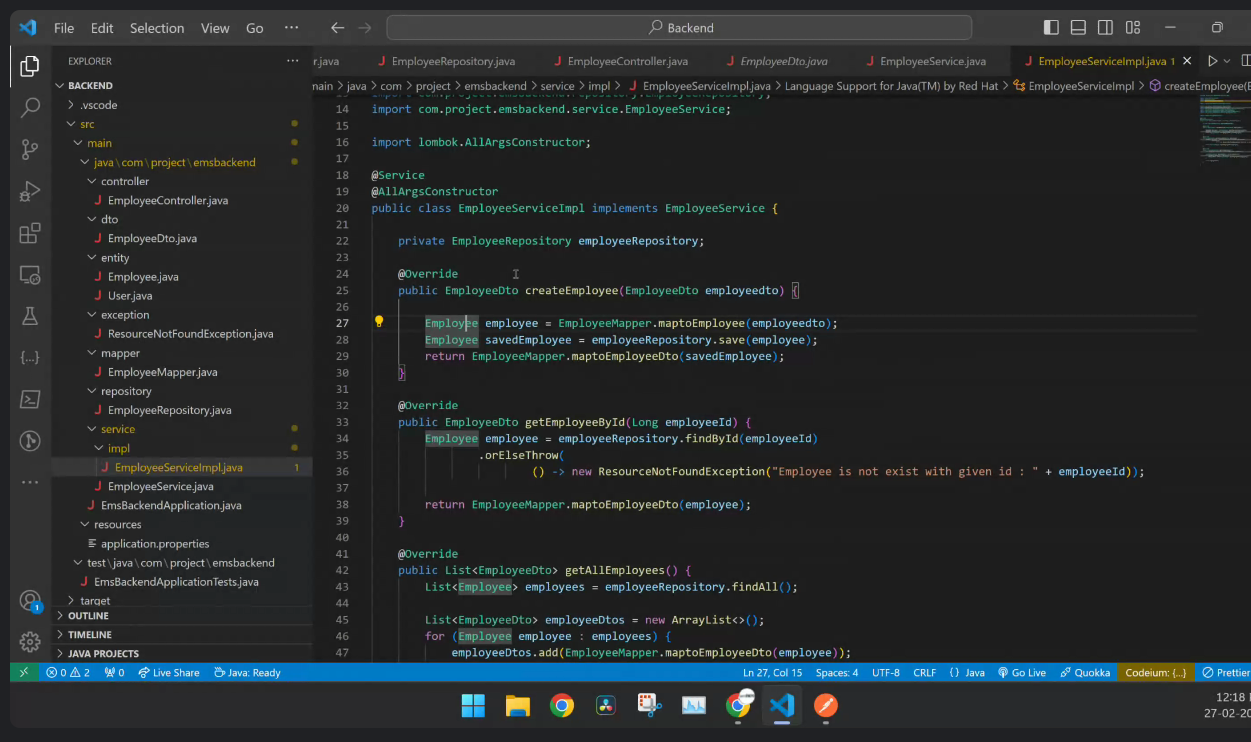 File Edit Selection View Go ··· Backend
EXPLORER ···
r.java EmployeeRepository.java EmployeeController.java EmployeeDto.java EmployeeService.java EmployeeServiceImpl.java 1
nain > java > com > project > emsbackend > service > impl > EmployeeServiceImpl.java > Language Support for Java(TM) by Red Hat > EmployeeServiceImpl > createEmployee(E
BACKEND
.vscode
src
main
java\com\project\emsbackend
controller
EmployeeController.java
dto
EmployeeDto.java
entity
Employee.java
User.java
exception
ResourceNotFoundException.java
mapper
EmployeeMapper.java
repository
EmployeeRepository.java
service
impl
EmployeeServiceImpl.java 1
EmployeeService.java
EmsBackendApplication.java
resources
application.properties
test\java\com\project\emsbackend
EmsBackendApplicationTests.java
target
OUTLINE
TIMELINE
JAVA PROJECTS
1
14 import com.project.emsbackend.service.EmployeeService;
15
16 import lombok.AllArgsConstructor;
17
18 @Service
19 @AllArgsConstructor
20 public class EmployeeServiceImpl implements EmployeeService {
21
22 private EmployeeRepository employeeRepository;
23
24 @Override
25 public EmployeeDto createEmployee(EmployeeDto employeedto) {
26
27 Employee employee = EmployeeMapper.maptoEmployee(employeedto);
28 Employee savedEmployee = employeeRepository.save(employee);
29 return EmployeeMapper.maptoEmployeeDto(savedEmployee);
30 }
31
32 @Override
33 public EmployeeDto getEmployeeById(Long employeeId) {
34 Employee employee = employeeRepository.findById(employeeId)
35 .orElseThrow(
36 () -> new ResourceNotFoundException("Employee is not exist with given id : " + employeeId));
37
38 return EmployeeMapper.maptoEmployeeDto(employee);
39 }
40
41 @Override
42 public List<EmployeeDto> getAllEmployees() {
43 List<Employee> employees = employeeRepository.findAll();
44
45 List<EmployeeDto> employeeDtos = new ArrayList<>();
46 for (Employee employee : employees) {
47 employeeDtos.add(EmployeeMapper.maptoEmployeeDto(employee));
0 2 0 Live Share Java: Ready Ln 27, Col 15 Spaces: 4 UTF-8 CRLF {} Java Go Live Quokka Codeium: {...} Prettier
12:18
27-02-20